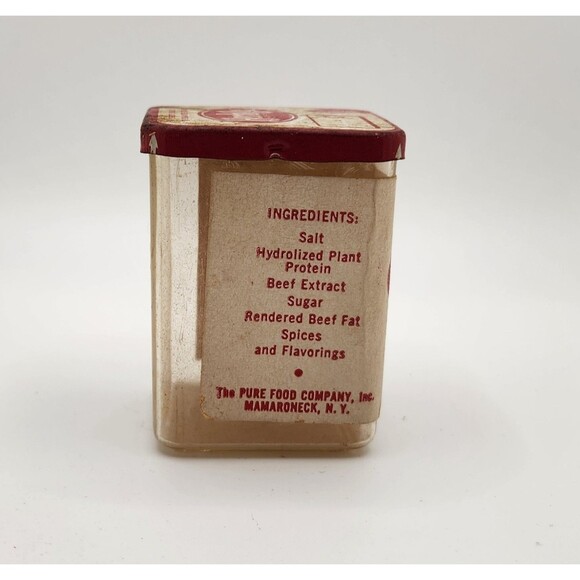 INGREDIENTS:
Salt
Hydrolized Plant
Protein
Beef Extract
Sugar
Rendered Beef Fat
Spices
and Flavorings
The PURE FOOD COMPANY, Inc.
MAMARONECK, N. Y.